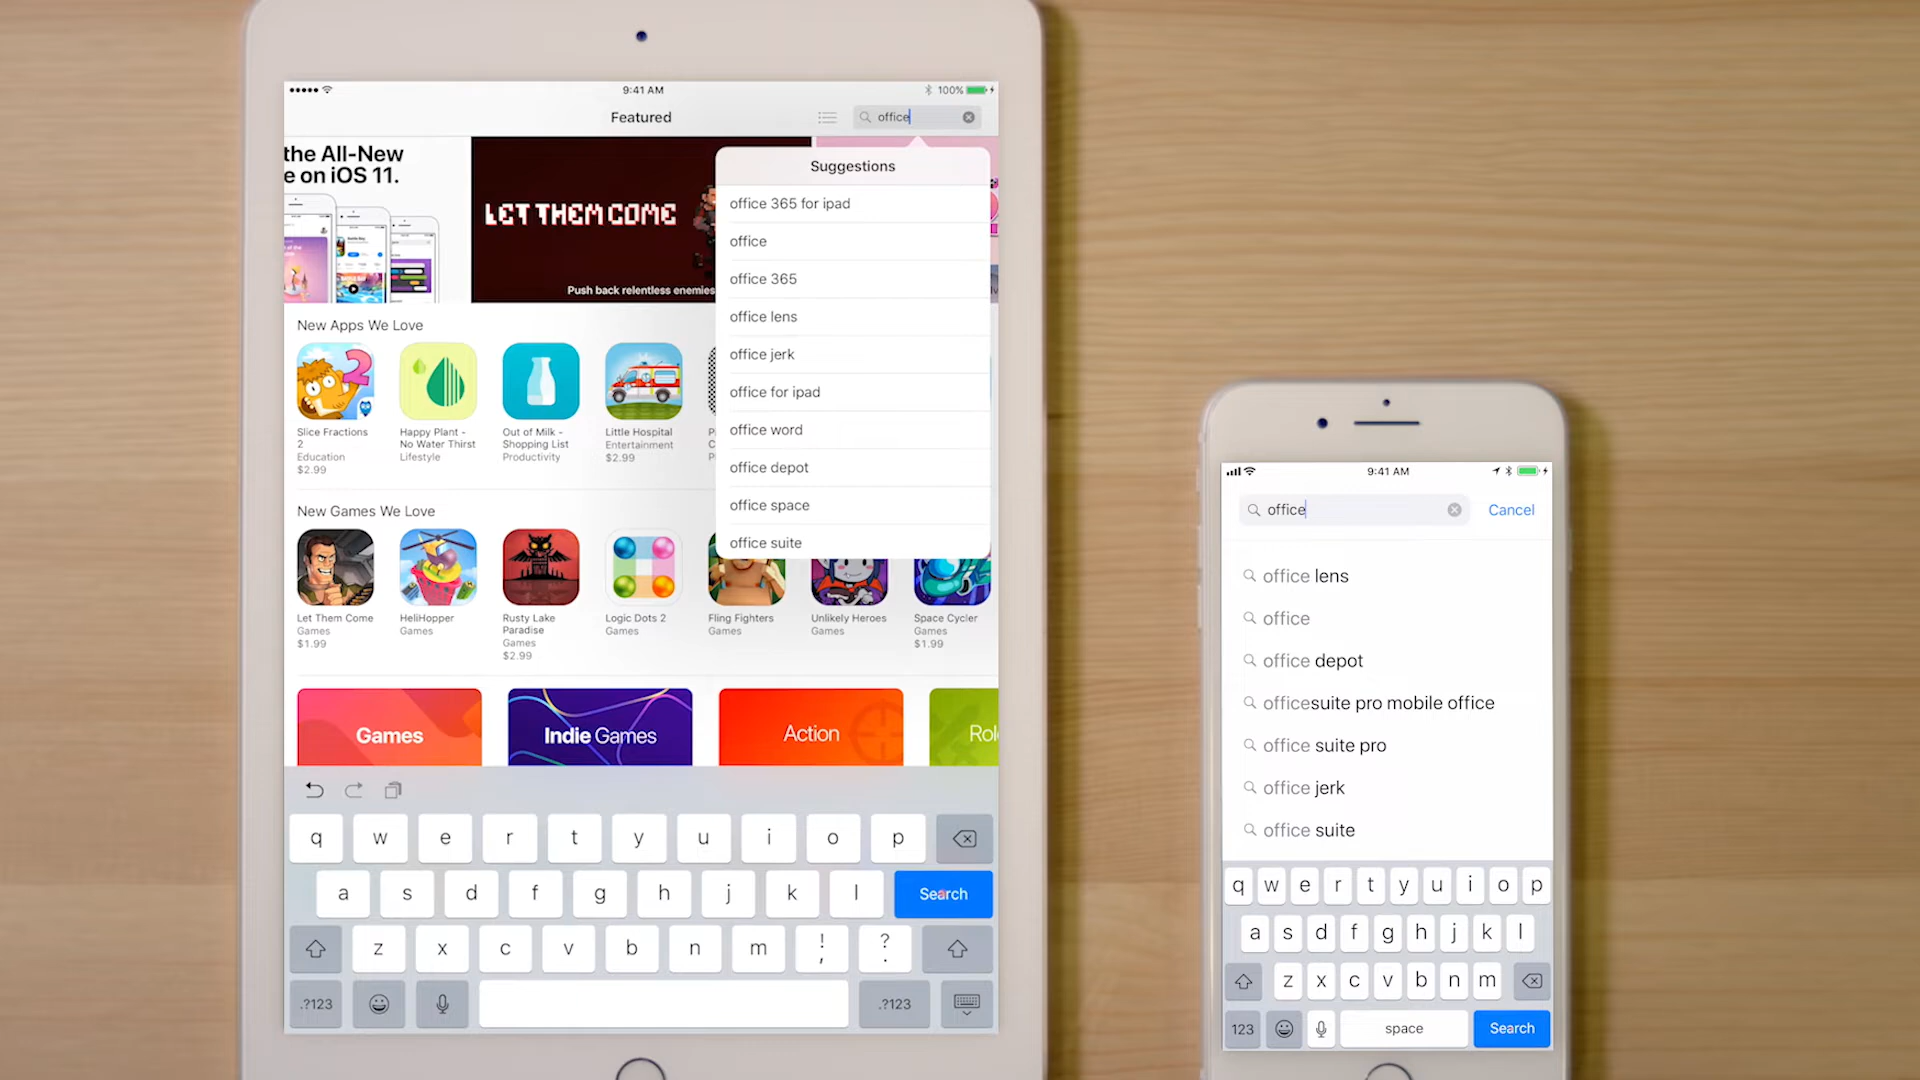 9:41 AM
100%
Featured
office
the All-New
e on iOS 11.
LET THEM COME
Push back relentless enemies
Suggestions
office 365 for ipad
office
office 365
office lens
office jerk
office for ipad
office word
office depot
office space
office suite
New Apps We Love
Slice Fractions
2
Education
$2.99
Happy Plant -
No Water Thirst
Lifestyle
Out of Milk -
Shopping List
Productivity
Little Hospital
Entertainment
$2.99
New Games We Love
Let Them Come
Games
$1.99
HeliHopper
Games
Rusty Lake
Paradise
Games
$2.99
Logic Dots 2
Games
Fling Fighters
Games
Unlikely Heroes
Games
Space Cycler
Games
$1.99
Games
Indie Games
Action
Rol
q w e r t y u i o p
a s d f g h j k l Search
z x c v b n m ! , ? .
.?123 .?123
9:41 AM
office
Cancel
office lens
office
office depot
officesuite pro mobile office
office suite pro
office jerk
office suite
q w e r t y u i o p
a s d f g h j k l
z x c v b n m
123 space Search